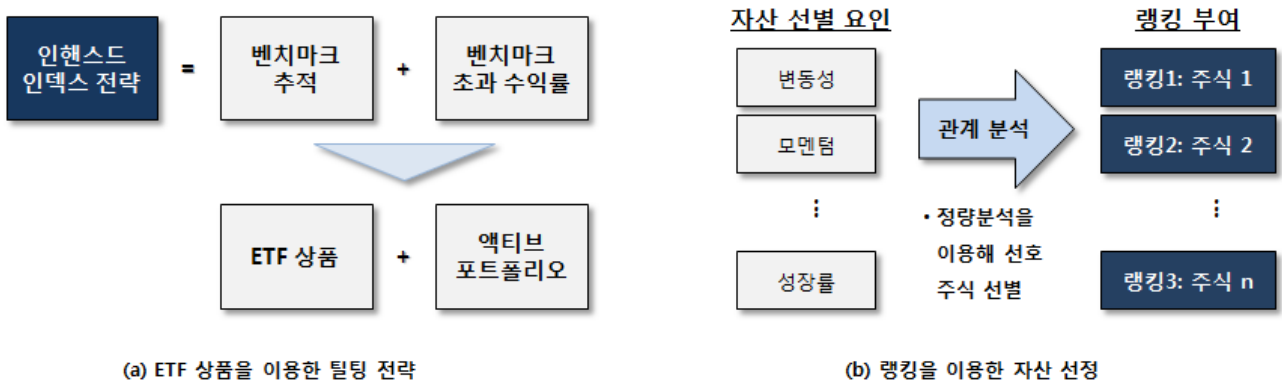 인핸스드
인덱스 전략
=
벤치마크
추적
+
벤치마크
초과 수익률
ETF 상품
+
액티브
포트폴리오
(a) ETF 상품을 이용한 틸팅 전략
자산 선별 요인
변동성
모멘텀
⋮
성장률
관계 분석
• 정량분석을
이용해 선호
주식 선별
랭킹 부여
랭킹1: 주식 1
랭킹2: 주식 2
⋮
랭킹3: 주식 n
(b) 랭킹을 이용한 자산 선정